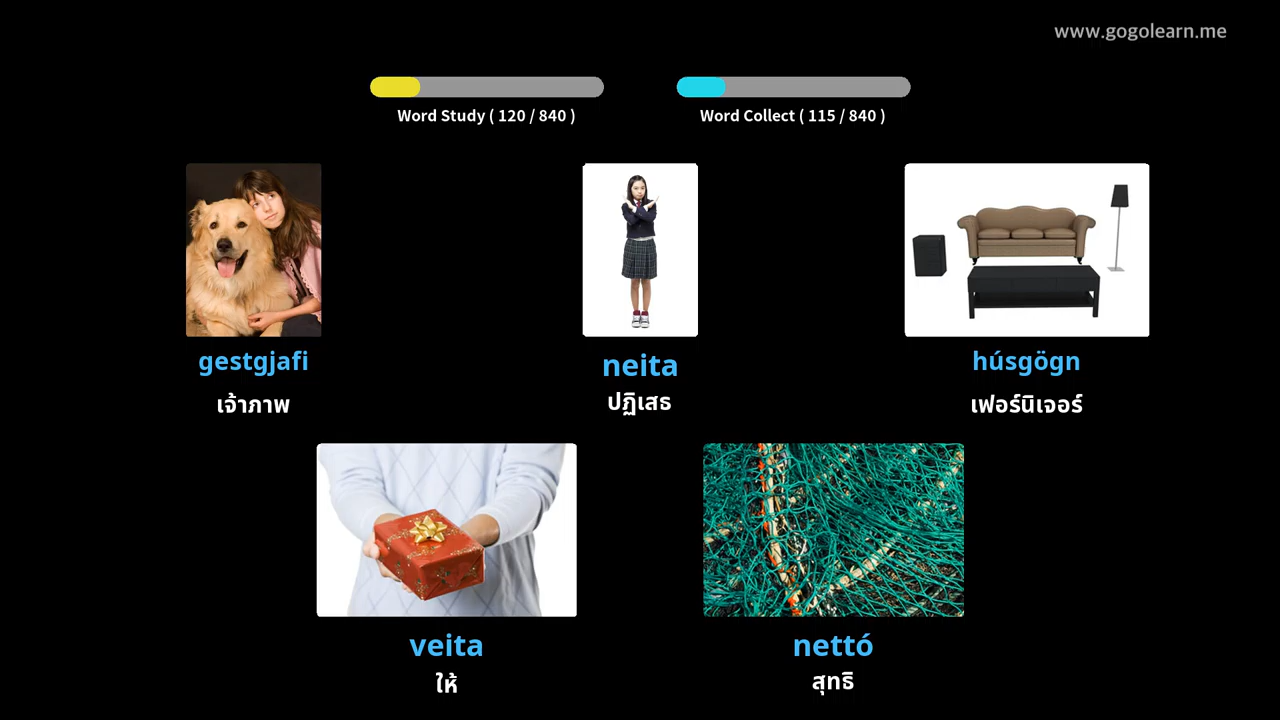 www.gogolearn.me
Word Study ( 120 / 840 )
Word Collect ( 115 / 840 )
gestgjafi
เจ้าภาพ
neita
ปฏิเสธ
húsgögn
เฟอร์นิเจอร์
veita
ให้
nettó
สุทธิ